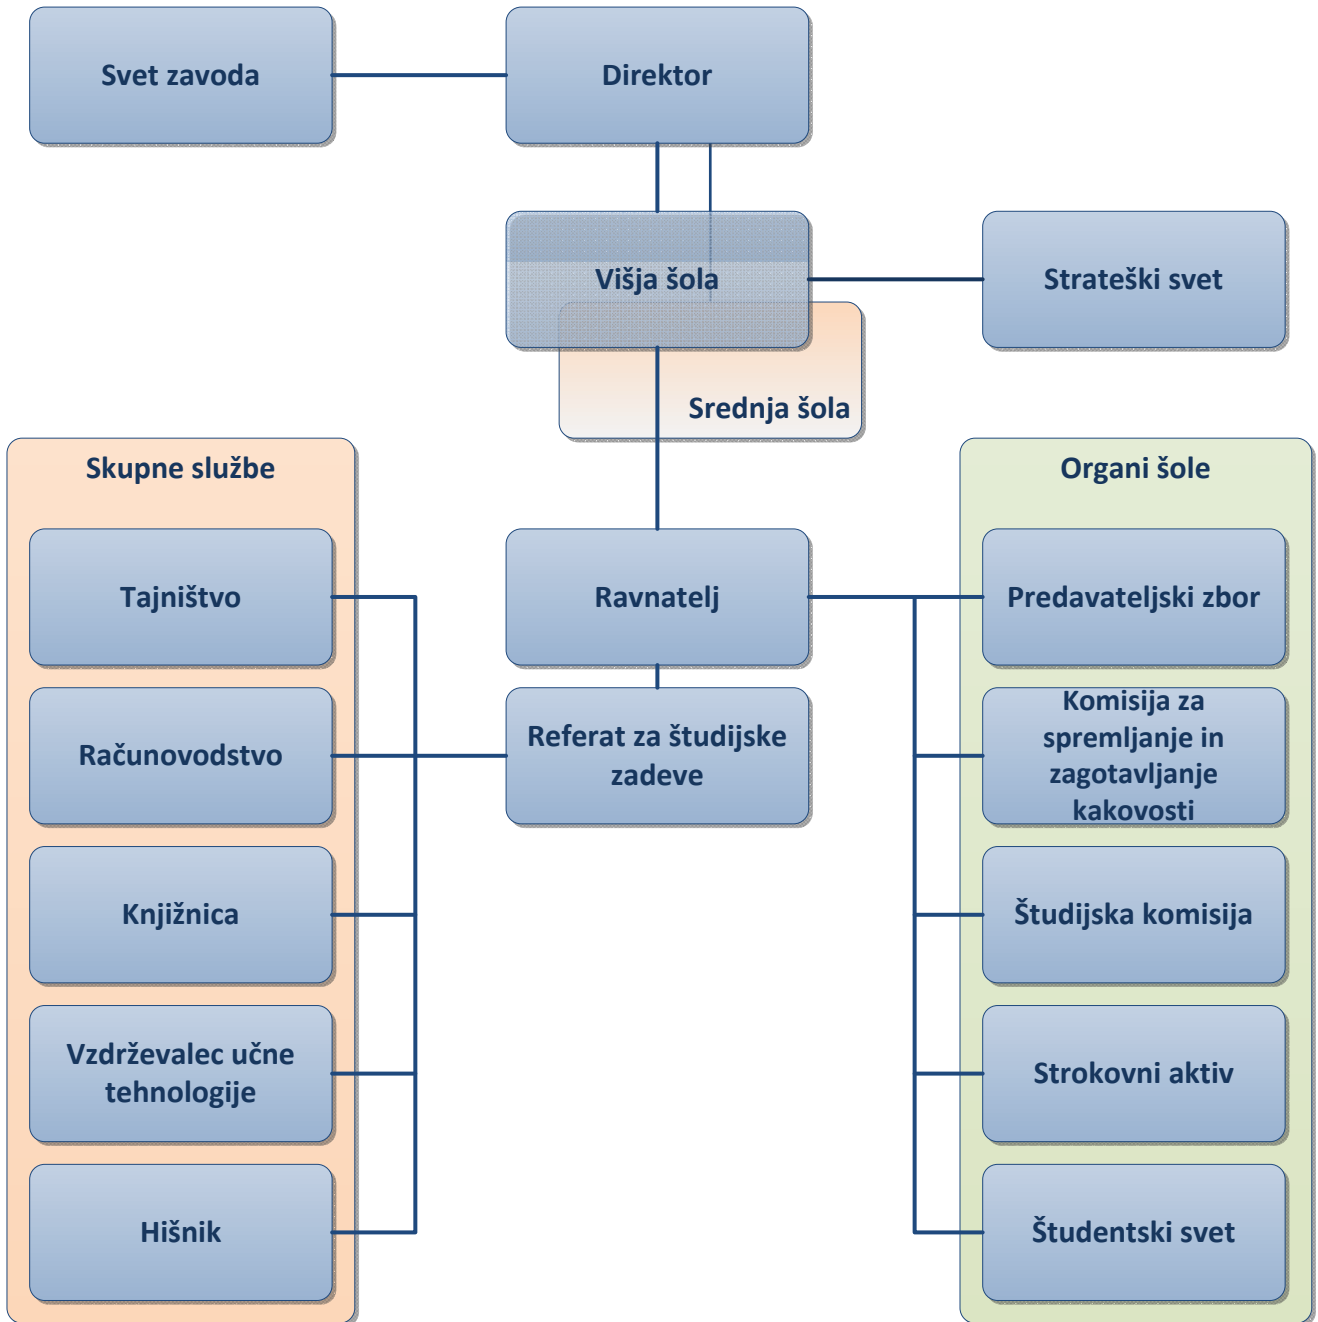 Svet zavoda
Direktor
Višja šola
Strateški svet
Srednja šola
Skupne službe
Tajništvo
Računovodstvo
Knjižnica
Vzdrževalec učne
tehnologije
Hišnik
Ravnatelj
Referat za študijske
zadeve
Organi šole
Predavateljski zbor
Komisija za
spremljanje in
zagotavljanje
kakovosti
Študijska komisija
Strokovni aktiv
Študentski svet